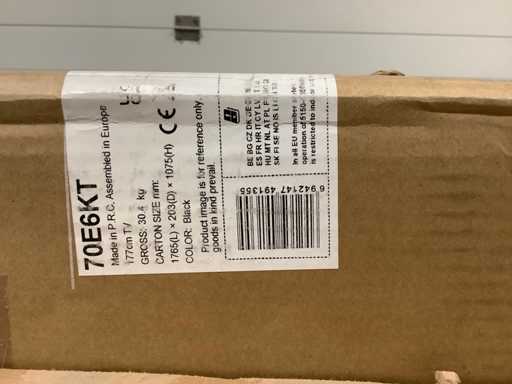 70E6KT
Made in P.R.C. Assembled in Europe
177cm TV
GROSS: 30.4 kg
CARTON SIZE mm:
1765(L) × 203(D) × 1075(H)
COLOR: Black
Product image is for reference only,
goods in kind prevail.
CE
BE BG CZ DK DE
ES FR HR IT CY LV
HU MT NL AT PL
SK FI SE NO IS LI
In all EU member
operation of 5150-
is restricted to
6 942147 491355